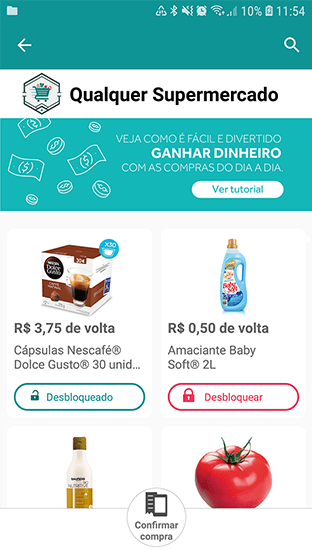 10% 11:54
Qualquer Supermercado
VEJA COMO É FÁCIL E DIVERTIDO
GANHAR DINHEIRO
COM AS COMPRAS DO DIA A DIA.
Ver tutorial
X30
NESCAFÉ
Dolce
Gusto
R$ 3,75 de volta
Cápsulas Nescafé®
Dolce Gusto® 30 unid...
Desbloqueado
Baby
Soft
R$ 0,50 de volta
Amaciante Baby
Soft® 2L
Desbloquear
Confirmar
compra